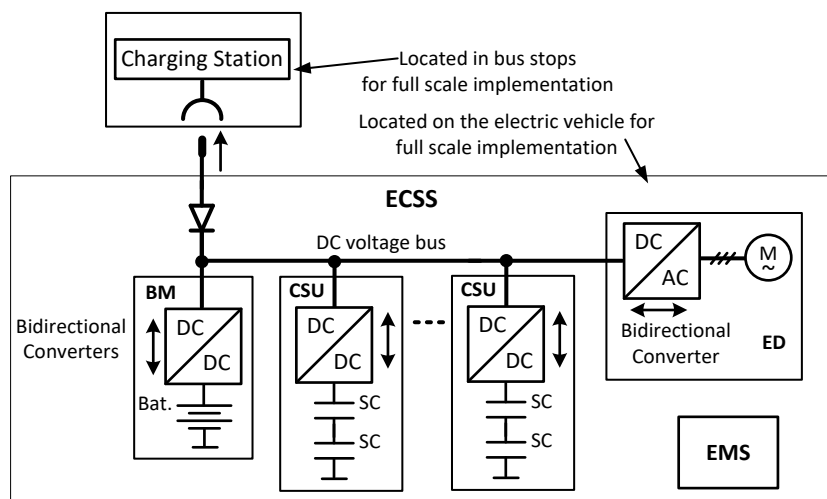 Charging Station
Located in bus stops
for full scale implementation
Located on the electric vehicle for
full scale implementation
ECSS
DC voltage bus
DC
AC
M
~
Bidirectional
Converter
ED
BM
CSU
CSU
Bidirectional
Converters
DC
DC
DC
DC
DC
DC
Bat.
SC
SC
SC
SC
EMS